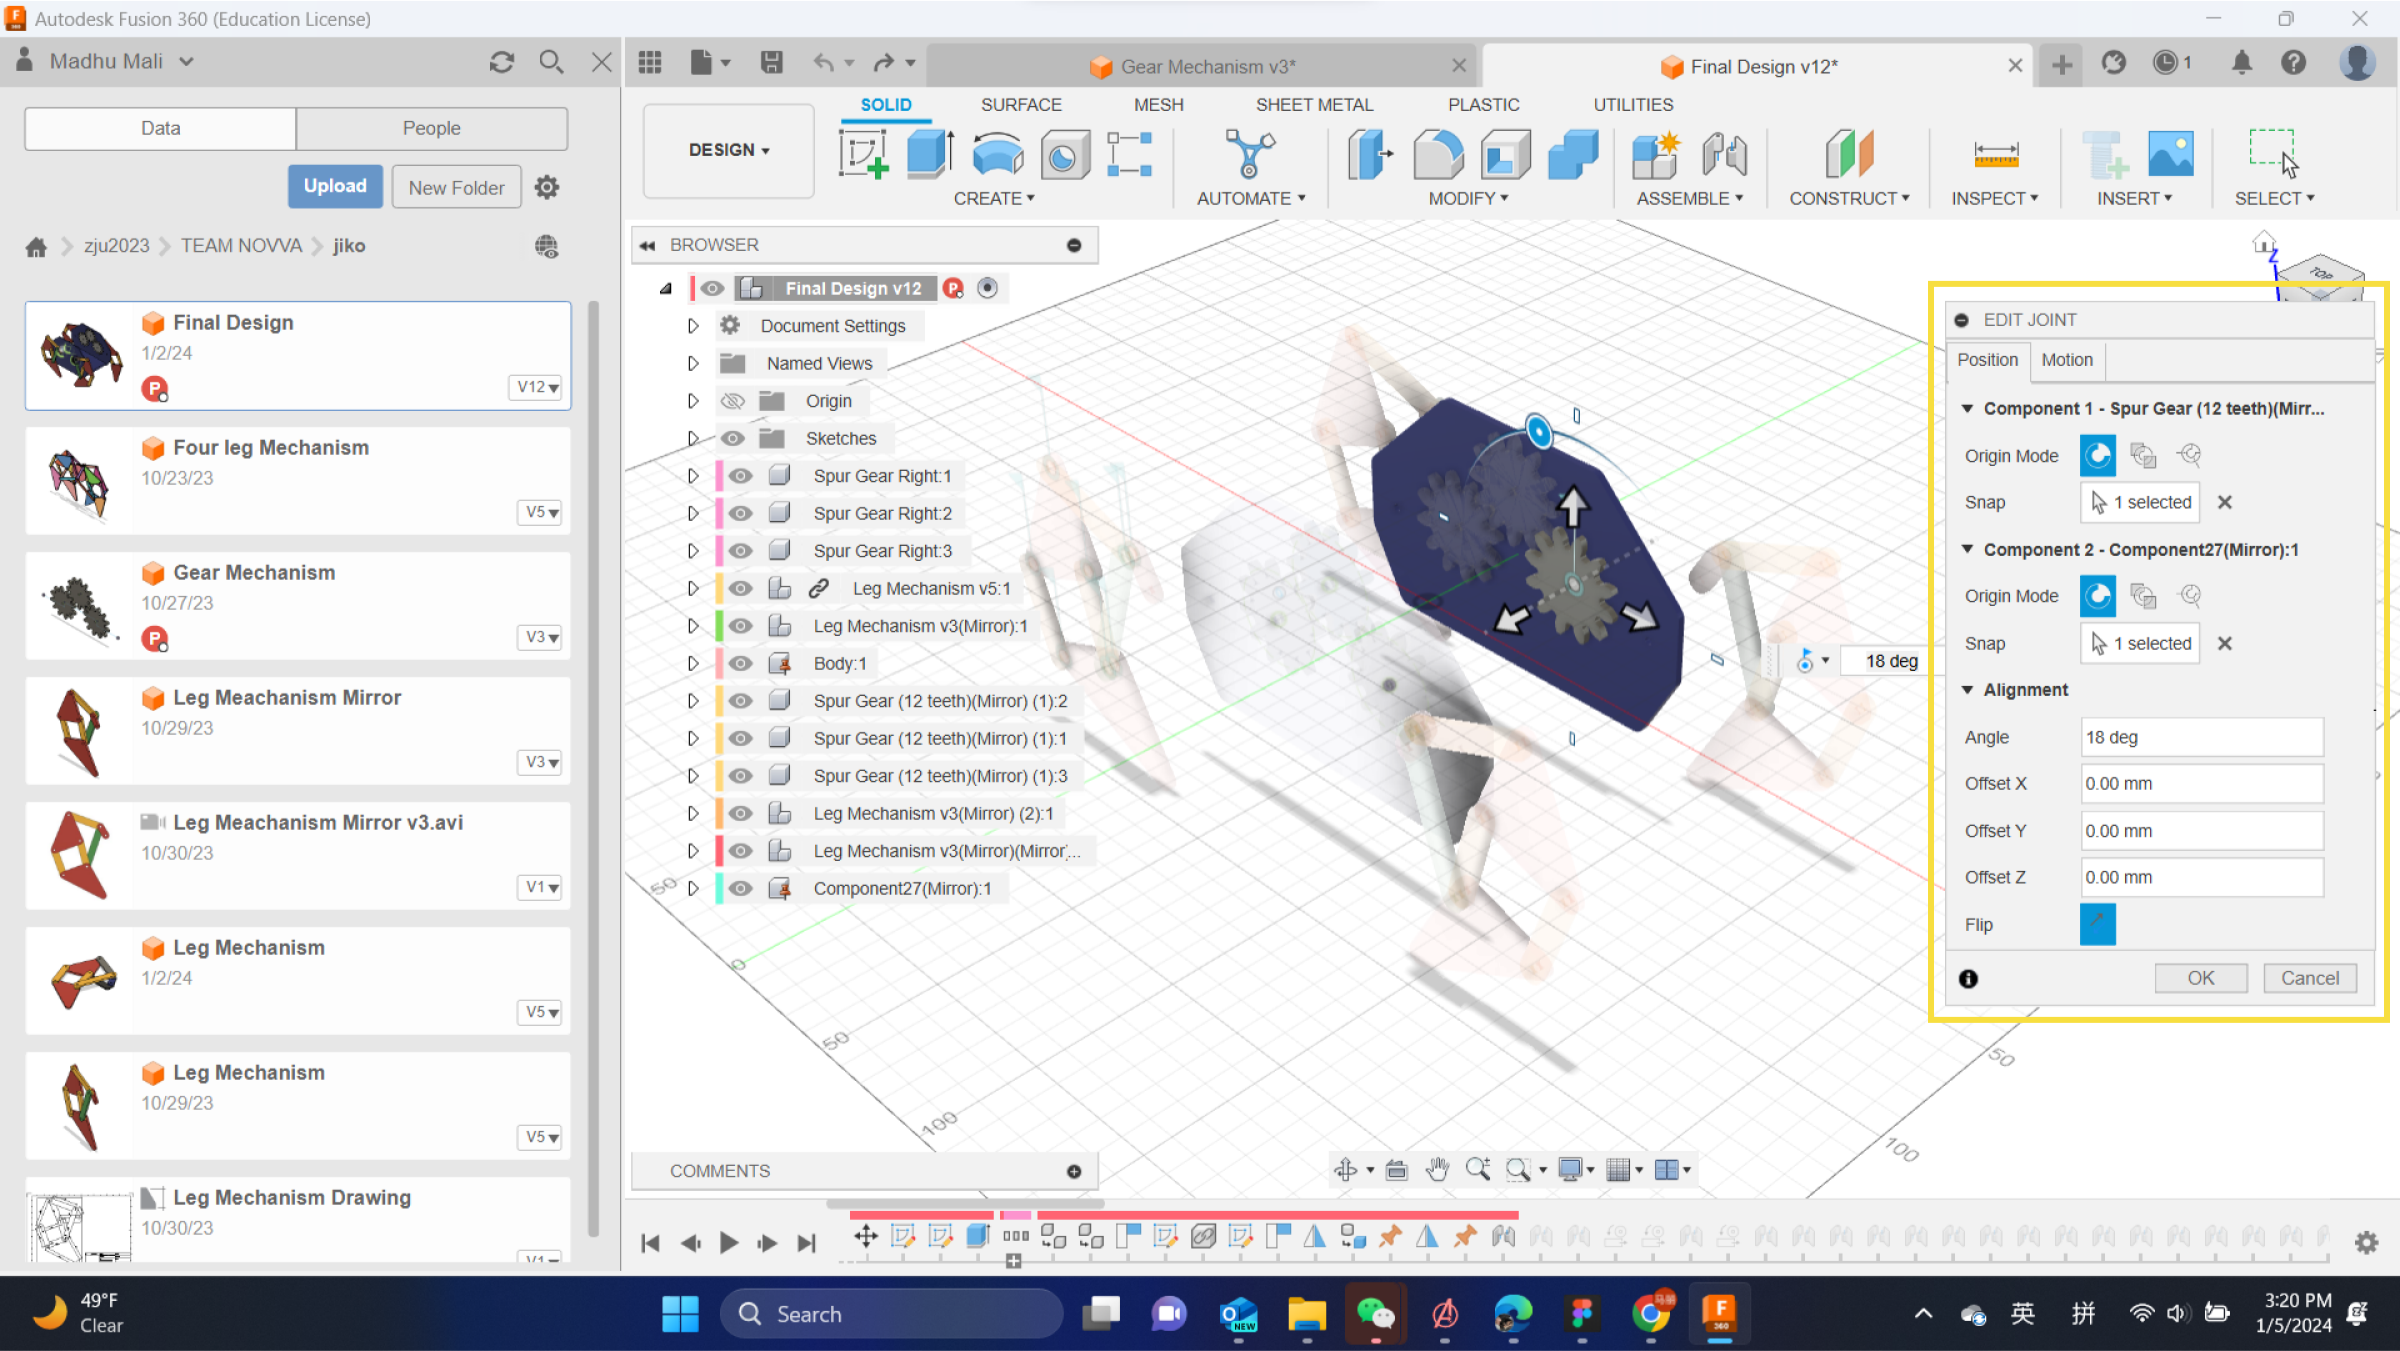 Autodesk Fusion 360 (Education License)
Madhu Mali
Gear Mechanism v3*
Final Design v12*
1
Data
People
Upload
New Folder
zju2023
TEAM NOVVA
jiko
DESIGN
SOLID
SURFACE
MESH
SHEET METAL
PLASTIC
UTILITIES
CREATE
AUTOMATE
MODIFY
ASSEMBLE
CONSTRUCT
INSPECT
INSERT
SELECT
Final Design
1/2/24
P
V12
Four leg Mechanism
10/23/23
V5
Gear Mechanism
10/27/23
P
V3
Leg Meachanism Mirror
10/29/23
V3
Leg Meachanism Mirror v3.avi
10/30/23
V1
Leg Mechanism
1/2/24
V5
Leg Mechanism
10/29/23
V5
Leg Mechanism Drawing
10/30/23
V1
BROWSER
Final Design v12
P
Document Settings
Named Views
Origin
Sketches
Spur Gear Right:1
Spur Gear Right:2
Spur Gear Right:3
Leg Mechanism v5:1
Leg Mechanism v3(Mirror):1
Body:1
Spur Gear (12 teeth)(Mirror) (1):2
Spur Gear (12 teeth)(Mirror) (1):1
Spur Gear (12 teeth)(Mirror) (1):3
Leg Mechanism v3(Mirror) (2):1
Leg Mechanism v3(Mirror)(Mirror)...
Component27(Mirror):1
Z
TOP
18 deg
50
0
50
100
50
100
EDIT JOINT
Position
Motion
Component 1 - Spur Gear (12 teeth)(Mirr...
Origin Mode
Snap
1 selected
Component 2 - Component27(Mirror):1
Origin Mode
Snap
1 selected
Alignment
Angle
18 deg
Offset X
0.00 mm
Offset Y
0.00 mm
Offset Z
0.00 mm
Flip
OK
Cancel
COMMENTS
49°F
Clear
Search
NEW
F
360
英
拼
3:20 PM
1/5/2024